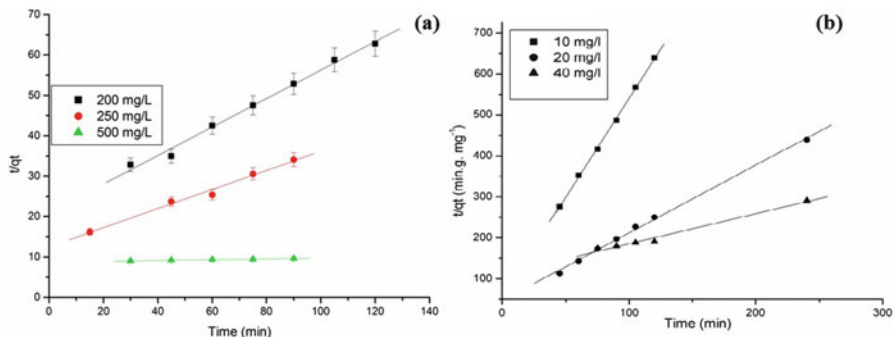 (a)
70
60
50
40
30
20
10
0
t/qt
200 mg/L
250 mg/L
500 mg/L
0 20 40 60 80 100 120 140
Time (min)
(b)
700
600
500
400
300
200
100
t/qt (min.g. mg⁻¹)
10 mg/l
20 mg/l
40 mg/l
0 100 200 300
Time (min)